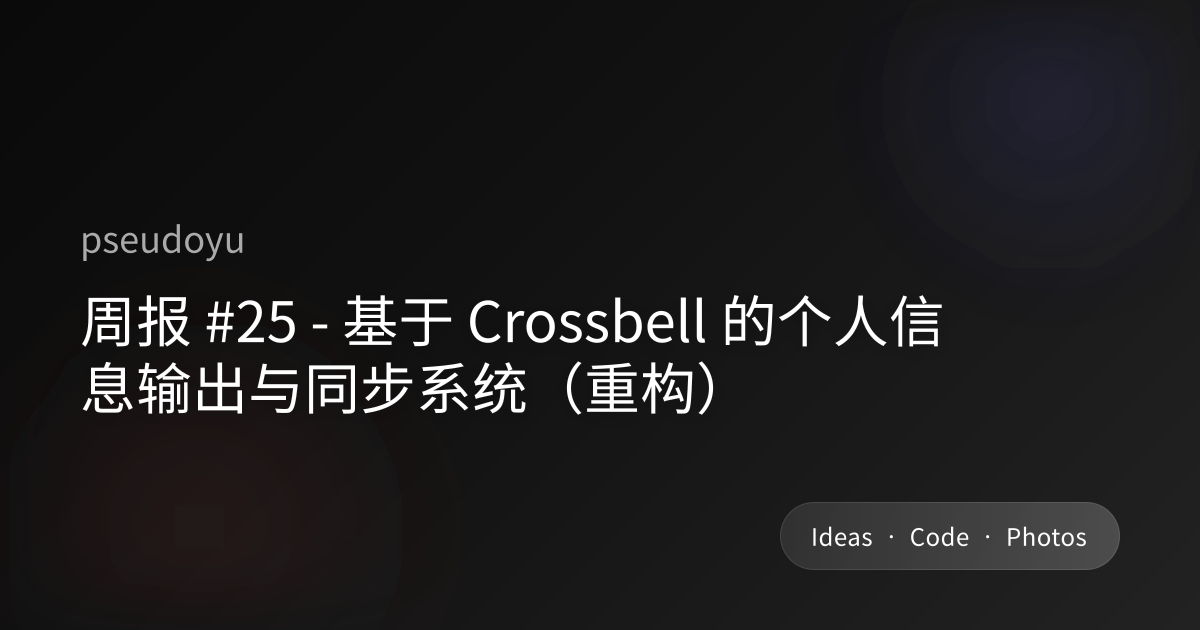 pseudoyu
周报 #25 - 基于 Crossbell 的个人信
息输出与同步系统（重构）
Ideas · Code · Photos